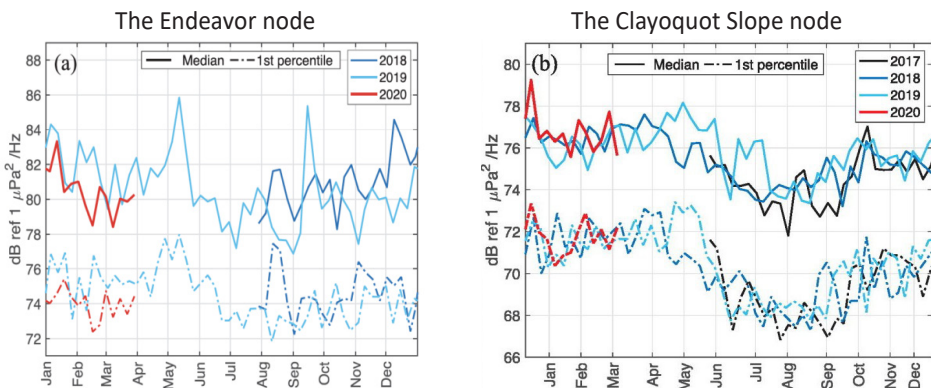 The Endeavor node
The Clayoquot Slope node
dB ref 1 μPa² /Hz
88
86
84
82
80
78
76
74
72
(a)
Median
1st percentile
2018
2019
2020
Jan
Feb
Mar
Apr
May
Jun
Jul
Aug
Sep
Oct
Nov
Dec
dB ref 1 μPa² /Hz
80
78
76
74
72
70
68
66
(b)
Median
1st percentile
2017
2018
2019
2020
Jan
Feb
Mar
Apr
May
Jun
Jul
Aug
Sep
Oct
Nov
Dec